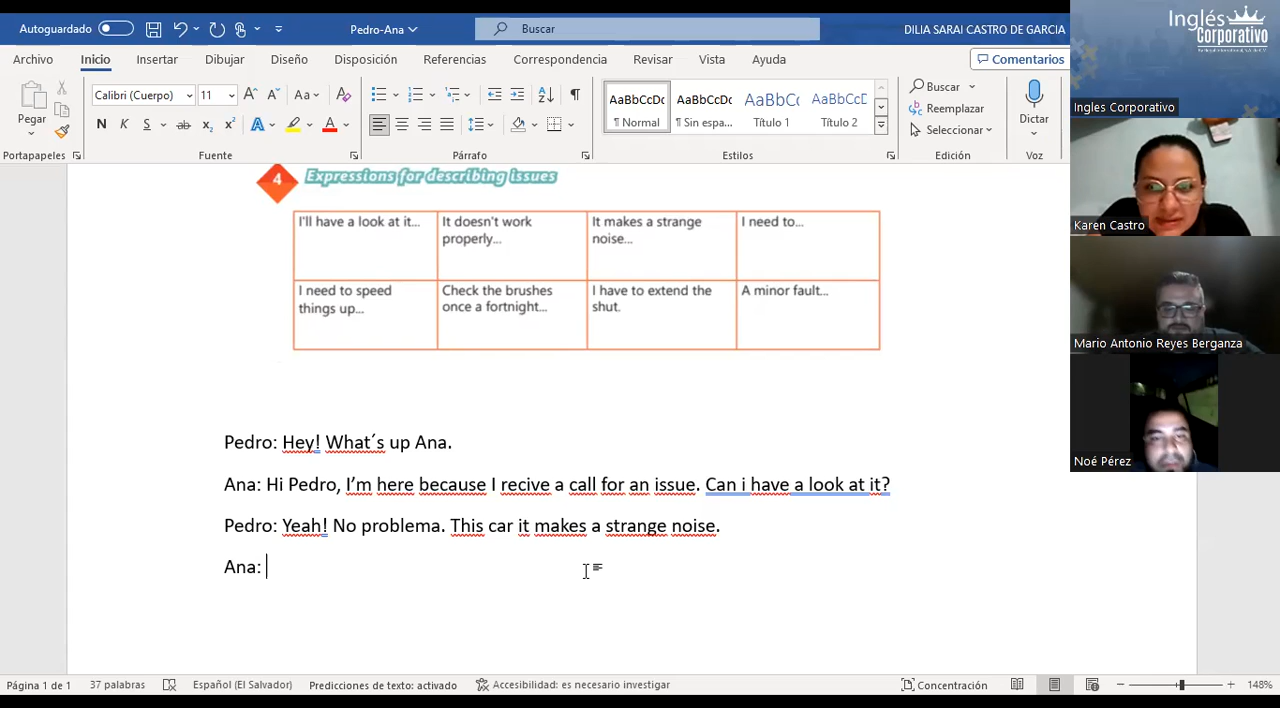 Autoguardado
Pedro-Ana
Buscar
DILIA SARAI CASTRO DE GARCIA
Inglés
Corporativo
Archivo Inicio Insertar Dibujar Diseño Disposición Referencias Correspondencia Revisar Vista Ayuda
Comentarios
Pegar
Calibri (Cuerpo) 11
Aa
N K S ab x₂ x² A A
AaBbCcDc AaBbCcDc AaBbCc AaBbCcD
¶ Normal ¶ Sin espa... Título 1 Título 2
Buscar
Reemplazar
Seleccionar
Dictar
Portapapeles Fuente Párrafo Estilos Edición Voz
Ingles Corporativo
Karen Castro
Mario Antonio Reyes Berganza
Noé Pérez
4 Expressions for describing issues
I'll have a look at it...
It doesn't work
properly...
It makes a strange
noise...
I need to...
I need to speed
things up...
Check the brushes
once a fortnight...
I have to extend the
shut.
A minor fault...
Pedro: Hey! What´s up Ana.
Ana: Hi Pedro, I’m here because I recive a call for an issue. Can i have a look at it?
Pedro: Yeah! No problema. This car it makes a strange noise.
Ana:
Página 1 de 1 37 palabras Español (El Salvador) Predicciones de texto: activado Accesibilidad: es necesario investigar Concentración 148%